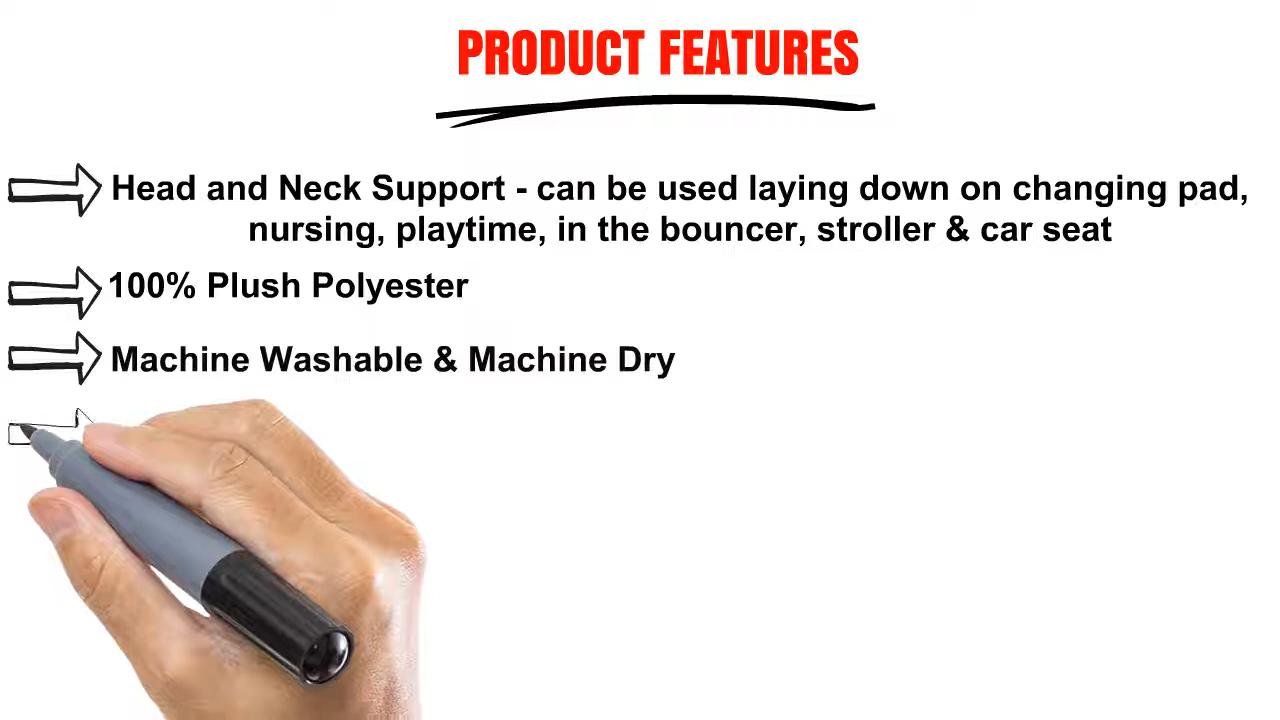 PRODUCT FEATURES
Head and Neck Support - can be used laying down on changing pad,
nursing, playtime, in the bouncer, stroller & car seat
100% Plush Polyester
Machine Washable & Machine Dry